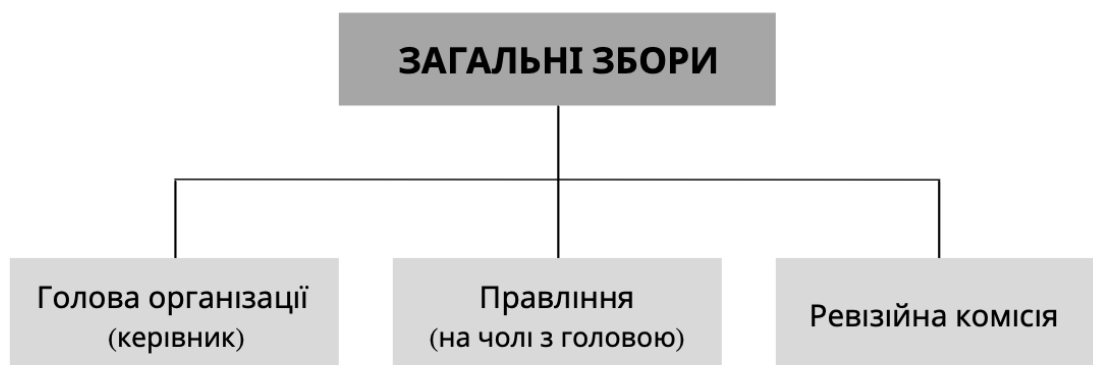 ЗАГАЛЬНІ ЗБОРИ
Голова організації
(керівник)
Правління
(на чолі з головою)
Ревізійна комісія